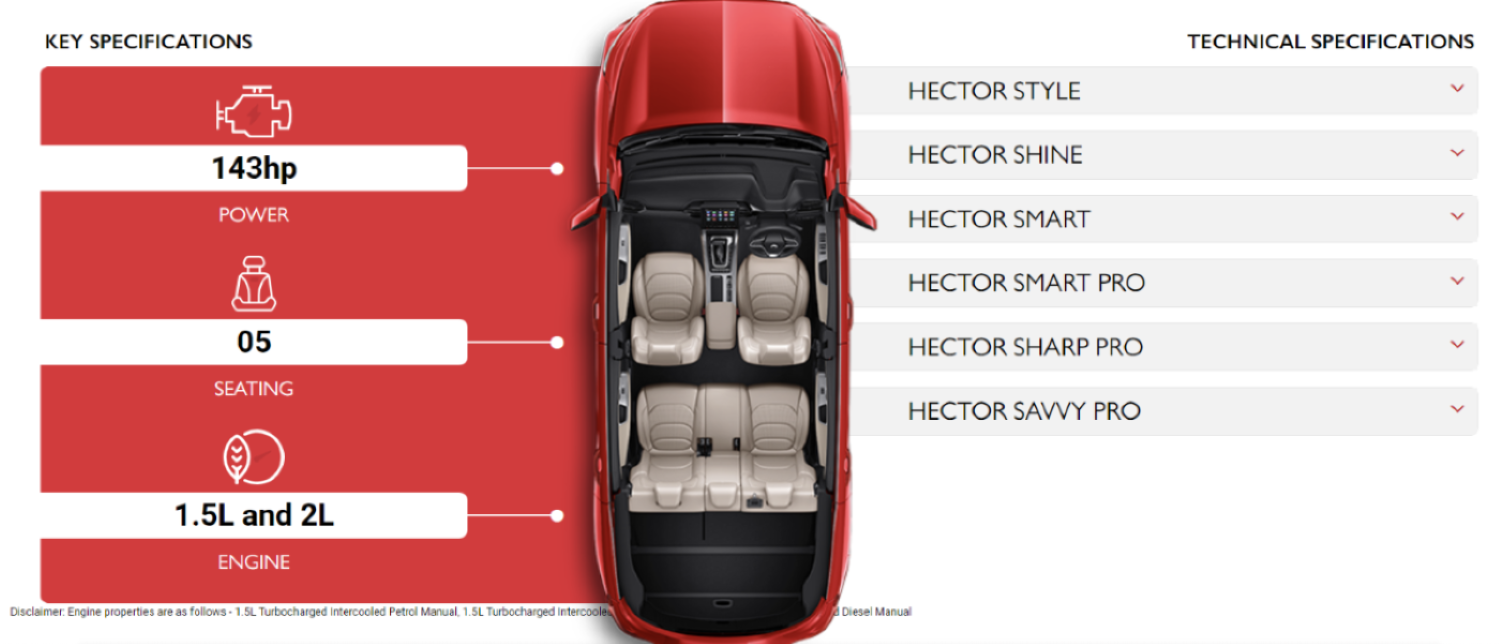 KEY SPECIFICATIONS
143hp
POWER
05
SEATING
1.5L and 2L
ENGINE
TECHNICAL SPECIFICATIONS
HECTOR STYLE
HECTOR SHINE
HECTOR SMART
HECTOR SMART PRO
HECTOR SHARP PRO
HECTOR SAVVY PRO
Disclaimer: Engine properties are as follows - 1.5L Turbocharged Intercooled Petrol Manual, 1.5L Turbocharged Diesel Manual